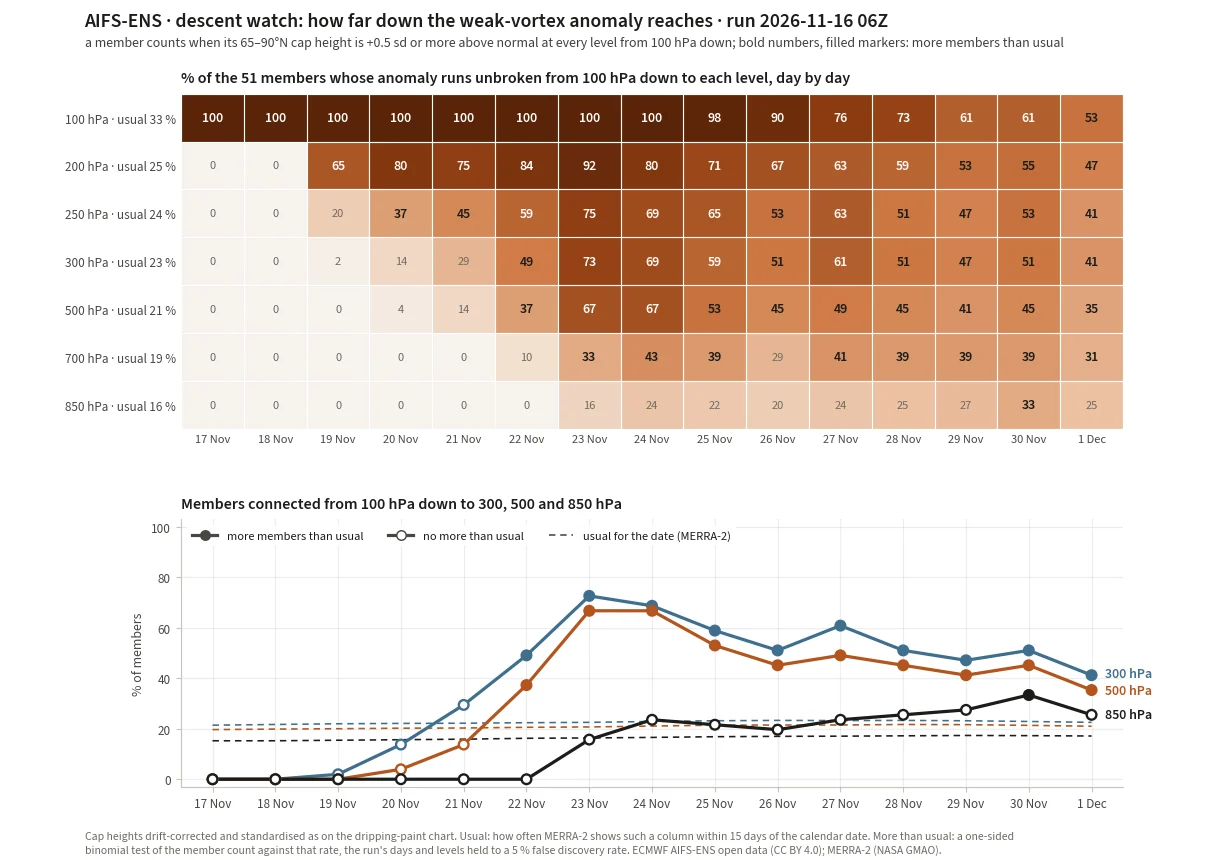 AIFS-ENS · descent watch: how far down the weak-vortex anomaly reaches · run 2026-11-16 06Z
a member counts when its 65–90°N cap height is +0.5 sd or more above normal at every level from 100 hPa down; bold numbers, filled markers: more members than usual
% of the 51 members whose anomaly runs unbroken from 100 hPa down to each level, day by day
100 hPa · usual 33 % 100 100 100 100 100 100 100 100 98 90 76 73 61 61 53
200 hPa · usual 25 % 0 0 65 80 75 84 92 80 71 67 63 59 53 55 47
250 hPa · usual 24 % 0 0 20 37 45 59 75 69 65 53 63 51 47 53 41
300 hPa · usual 23 % 0 0 2 14 29 49 73 69 59 51 61 51 47 51 41
500 hPa · usual 21 % 0 0 0 4 14 37 67 67 53 45 49 45 41 45 35
700 hPa · usual 19 % 0 0 0 0 0 10 33 43 39 29 41 39 39 39 31
850 hPa · usual 16 % 0 0 0 0 0 0 16 24 22 20 24 25 27 33 25
17 Nov 18 Nov 19 Nov 20 Nov 21 Nov 22 Nov 23 Nov 24 Nov 25 Nov 26 Nov 27 Nov 28 Nov 29 Nov 30 Nov 1 Dec
Members connected from 100 hPa down to 300, 500 and 850 hPa
more members than usual no more than usual usual for the date (MERRA-2)
% of members
100
80
60
40
20
0
300 hPa
500 hPa
850 hPa
17 Nov 18 Nov 19 Nov 20 Nov 21 Nov 22 Nov 23 Nov 24 Nov 25 Nov 26 Nov 27 Nov 28 Nov 29 Nov 30 Nov 1 Dec
Cap heights drift-corrected and standardised as on the dripping-paint chart. Usual: how often MERRA-2 shows such a column within 15 days of the calendar date. More than usual: a one-sided
binomial test of the member count against that rate, the run's days and levels held to a 5 % false discovery rate. ECMWF AIFS-ENS open data (CC BY 4.0); MERRA-2 (NASA GMAO).